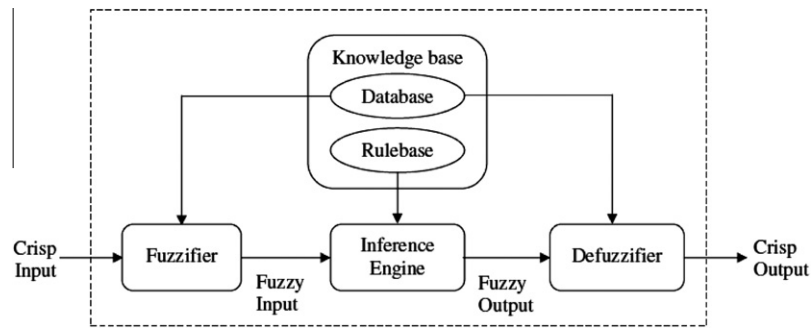 Knowledge base
Database
Rulebase
Crisp
Input
Fuzzifier
Fuzzy
Input
Inference
Engine
Fuzzy
Output
Defuzzifier
Crisp
Output